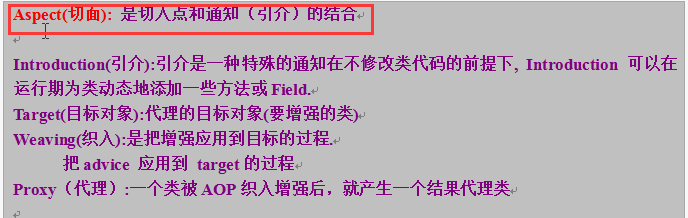 Aspect(切面): 是切入点和通知（引介）的结合
Introduction(引介):引介是一种特殊的通知在不修改类代码的前提下, Introduction 可以在
运行期为类动态地添加一些方法或 Field.
Target(目标对象):代理的目标对象(要增强的类)
Weaving(织入):是把增强应用到目标的过程.
把 advice 应用到 target 的过程
Proxy（代理）:一个类被 AOP 织入增强后，就产生一个结果代理类